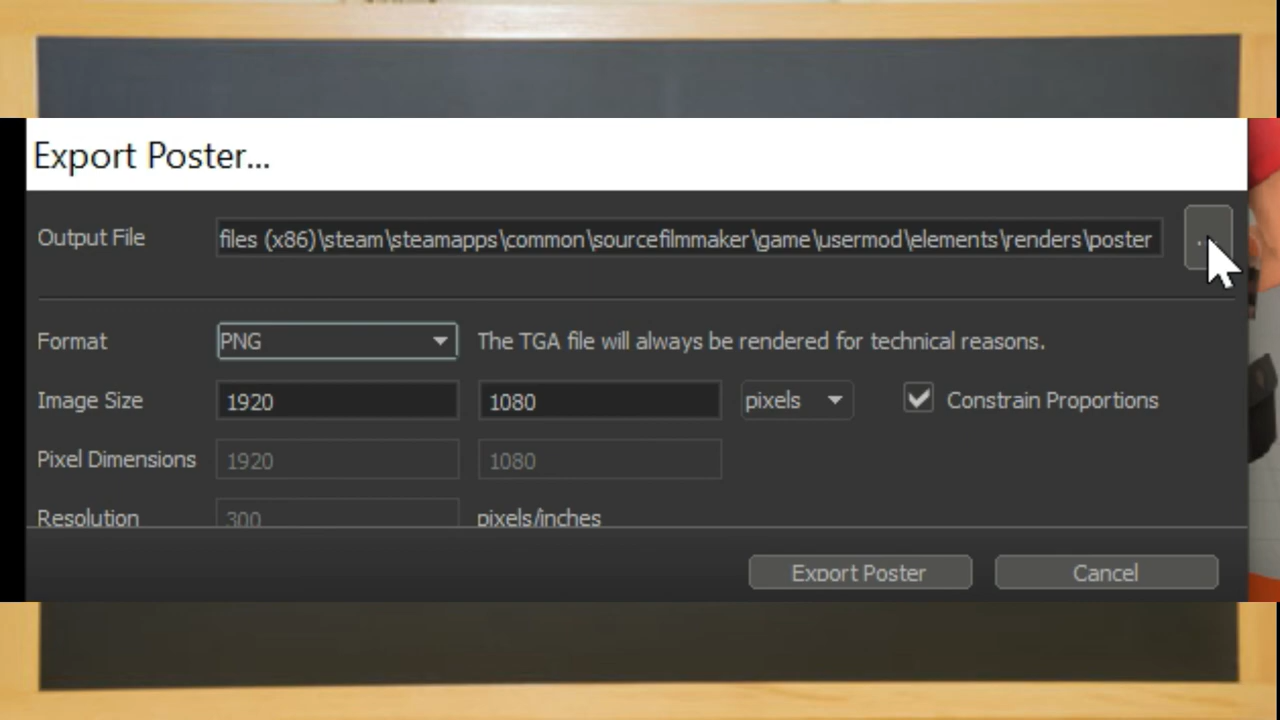 Export Poster...
Output File files (x86)\steam\steamapps\common\sourcefilmmaker\game\usermod\elements\renders\poster
Format PNG The TGA file will always be rendered for technical reasons.
Image Size 1920 1080 pixels Constrain Proportions
Pixel Dimensions 1920 1080
Resolution 300 pixels/inches
Export Poster Cancel